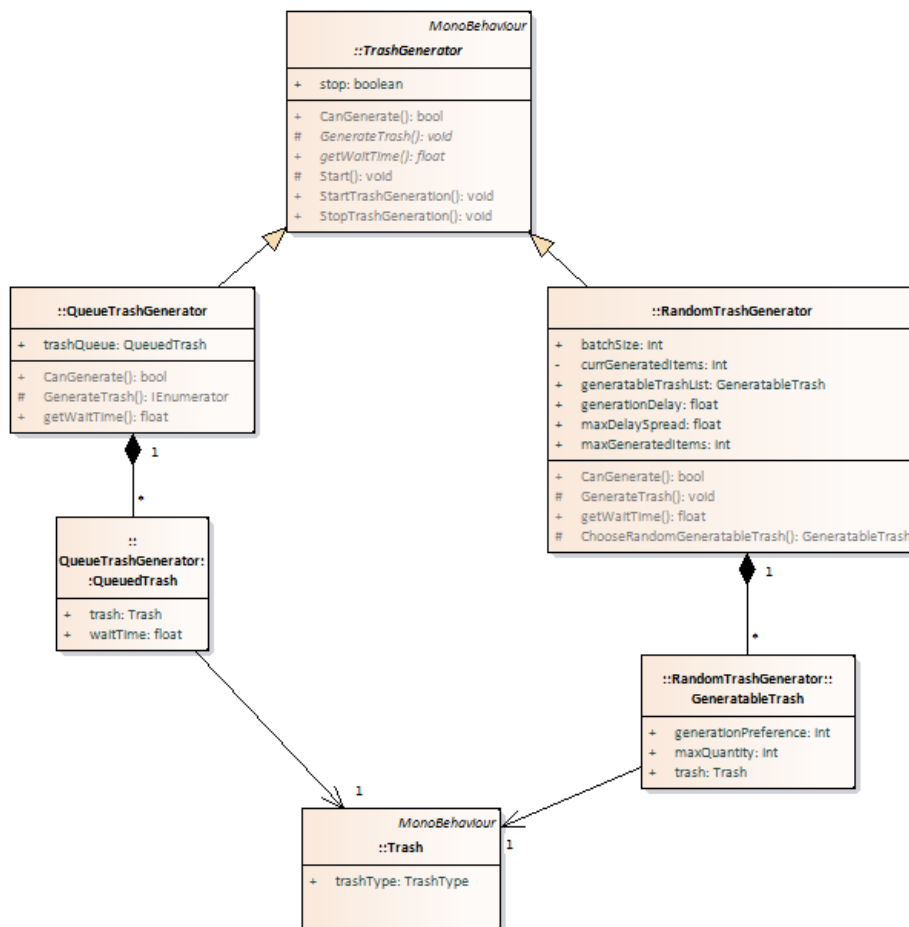 MonoBehaviour
::TrashGenerator
+ stop: boolean
+ CanGenerate(): bool
# GenerateTrash(): void
+ getWaitTime(): float
# Start(): void
+ StartTrashGeneration(): void
+ StopTrashGeneration(): void
::QueueTrashGenerator
+ trashQueue: QueuedTrash
+ CanGenerate(): bool
# GenerateTrash(): IEnumerator
+ getWaitTime(): float
::RandomTrashGenerator
+ batchSize: int
- currGeneratedItems: int
+ generatableTrashList: GeneratableTrash
+ generationDelay: float
+ maxDelaySpread: float
+ maxGeneratedItems: int
+ CanGenerate(): bool
# GenerateTrash(): void
+ getWaitTime(): float
# ChooseRandomGeneratableTrash(): GeneratableTrash
1
*
::
QueueTrashGenerator:
:QueuedTrash
+ trash: Trash
+ waitTime: float
1
*
::RandomTrashGenerator::
GeneratableTrash
+ generationPreference: int
+ maxQuantity: int
+ trash: Trash
1
1
MonoBehaviour
::Trash
+ trashType: TrashType